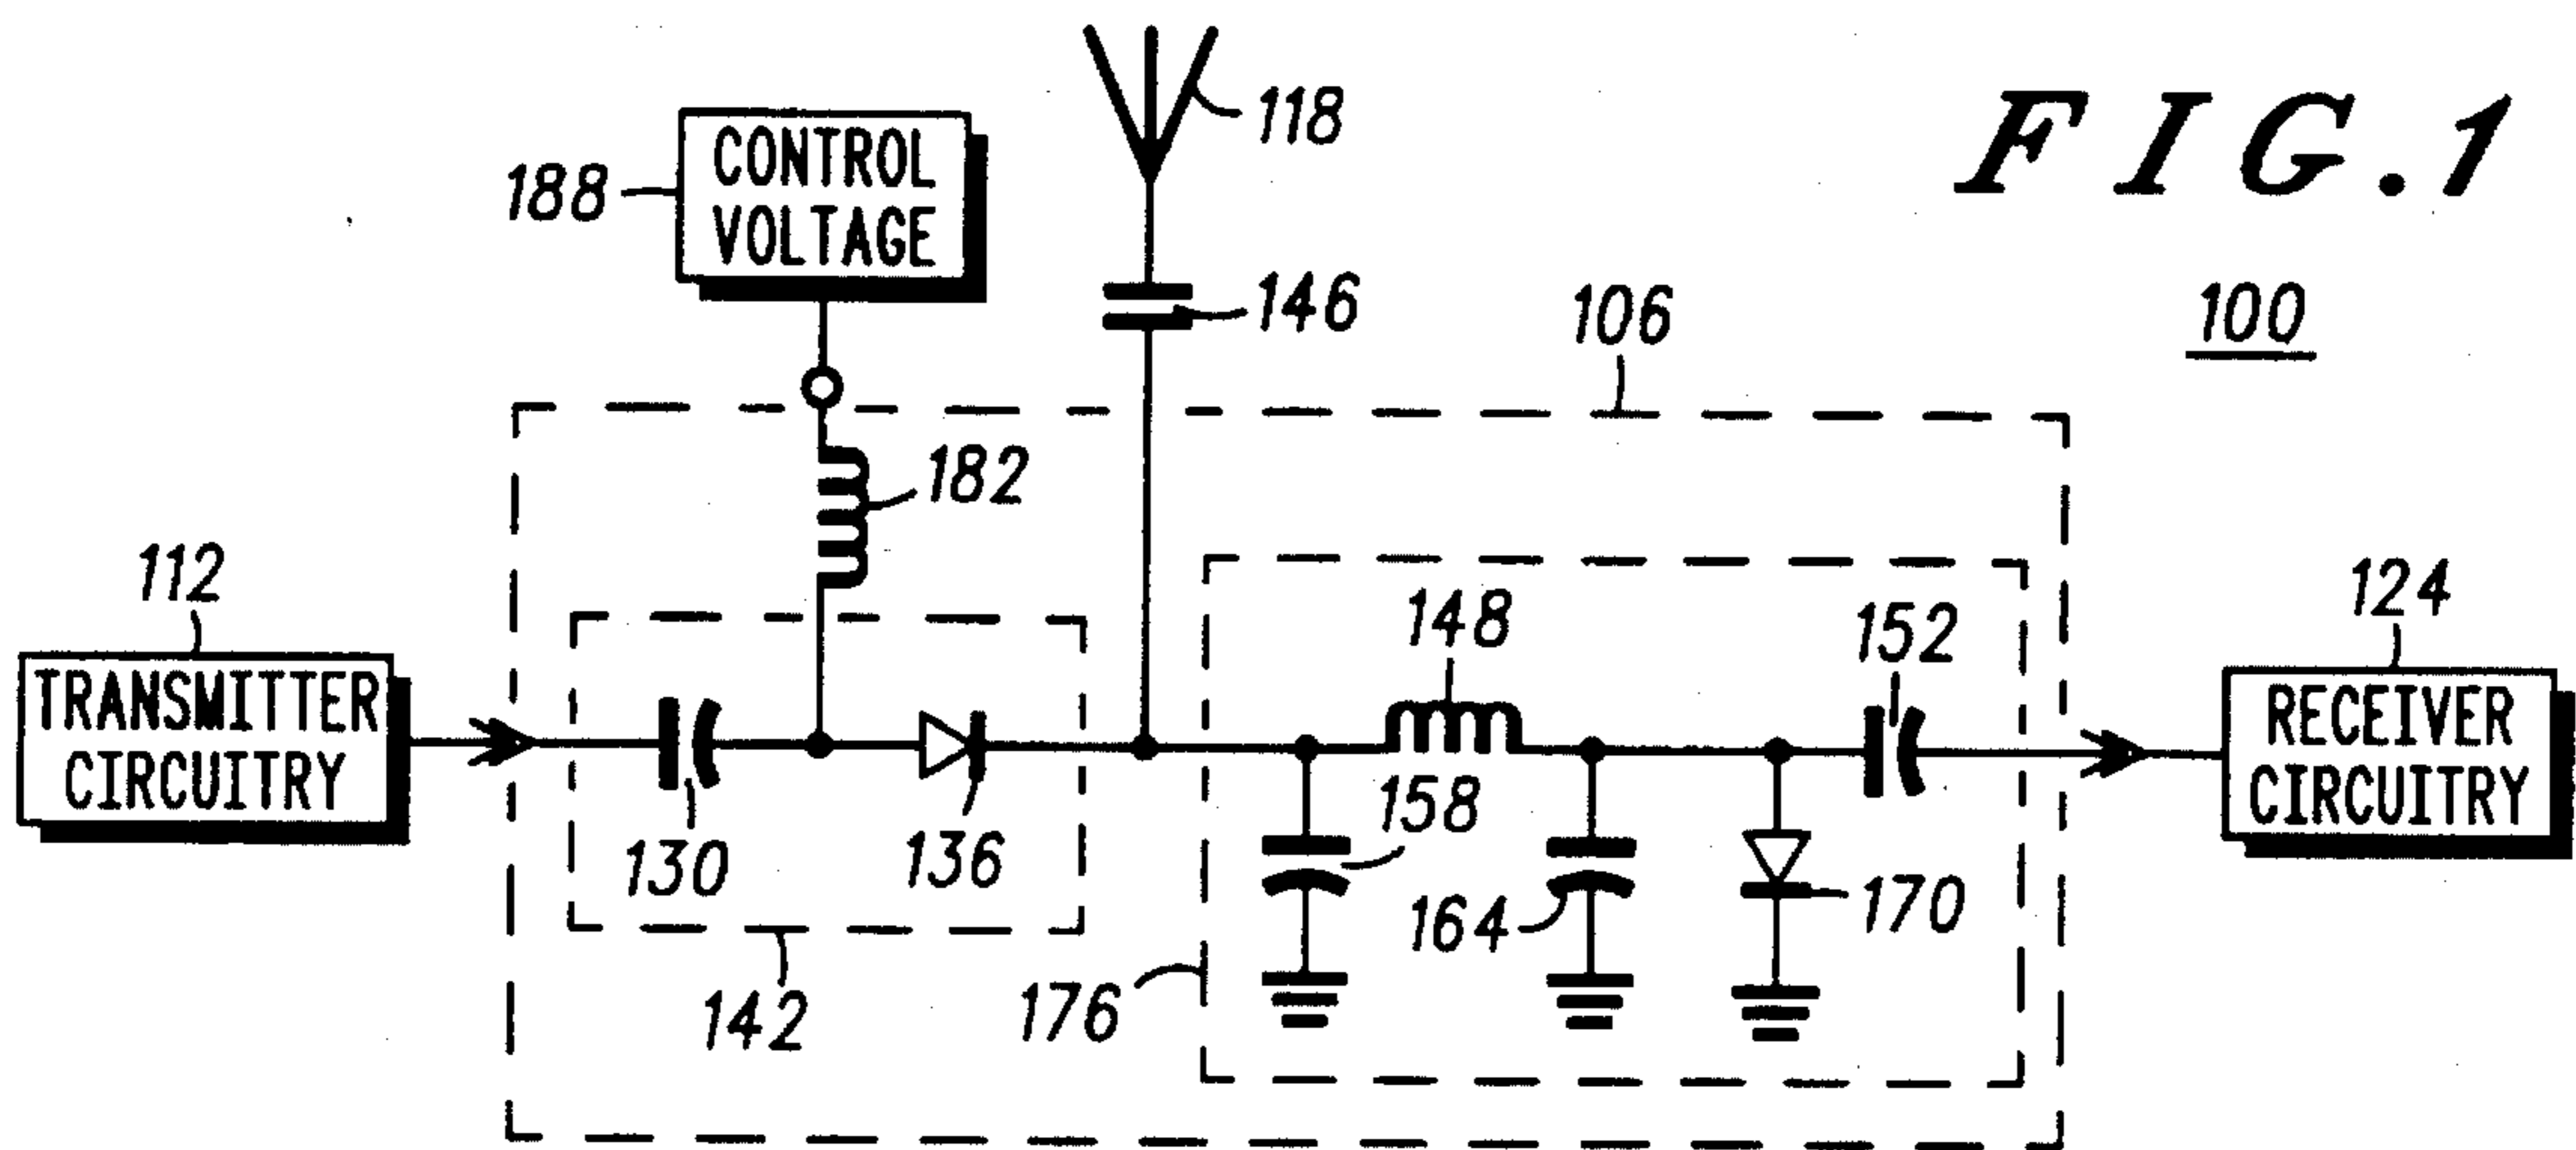 FIG.1
100
CONTROL
VOLTAGE
188
118
146
106
182
112
TRANSMITTER
CIRCUITRY
148
152
124
RECEIVER
CIRCUITRY
130
136
158
164
170
142
176